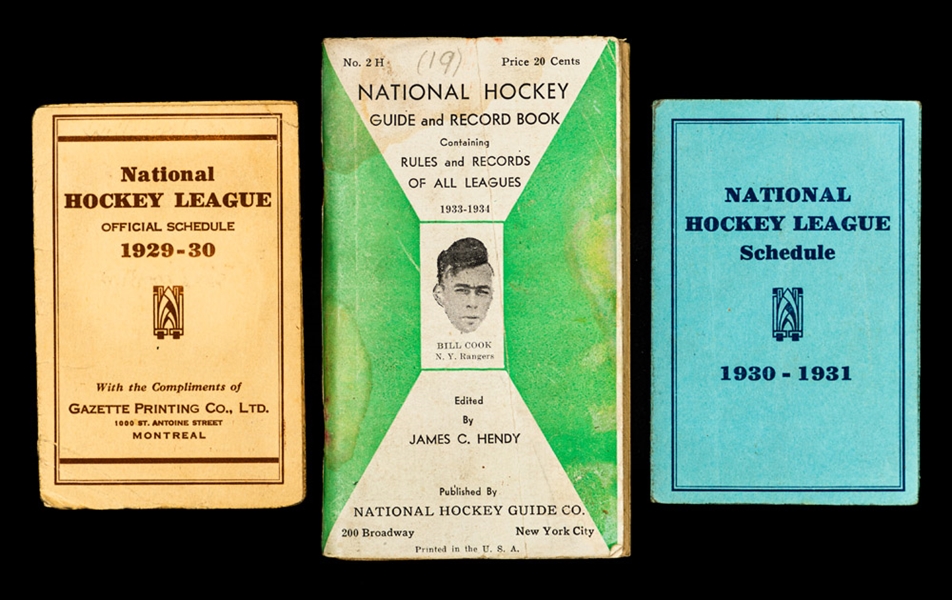 National
HOCKEY LEAGUE
OFFICIAL SCHEDULE
1929-30
With the Compliments of
GAZETTE PRINTING CO., LTD.
1000 ST. ANTOINE STREET
MONTREAL
No. 2 H
(19)
Price 20 Cents
NATIONAL HOCKEY
GUIDE and RECORD BOOK
Containing
RULES and RECORDS
OF ALL LEAGUES
1933-1934
BILL COOK
N. Y. Rangers
Edited
By
JAMES C. HENDY
Published By
NATIONAL HOCKEY GUIDE CO.
200 Broadway
New York City
Printed in the U. S. A.
NATIONAL
HOCKEY LEAGUE
Schedule
1930 - 1931